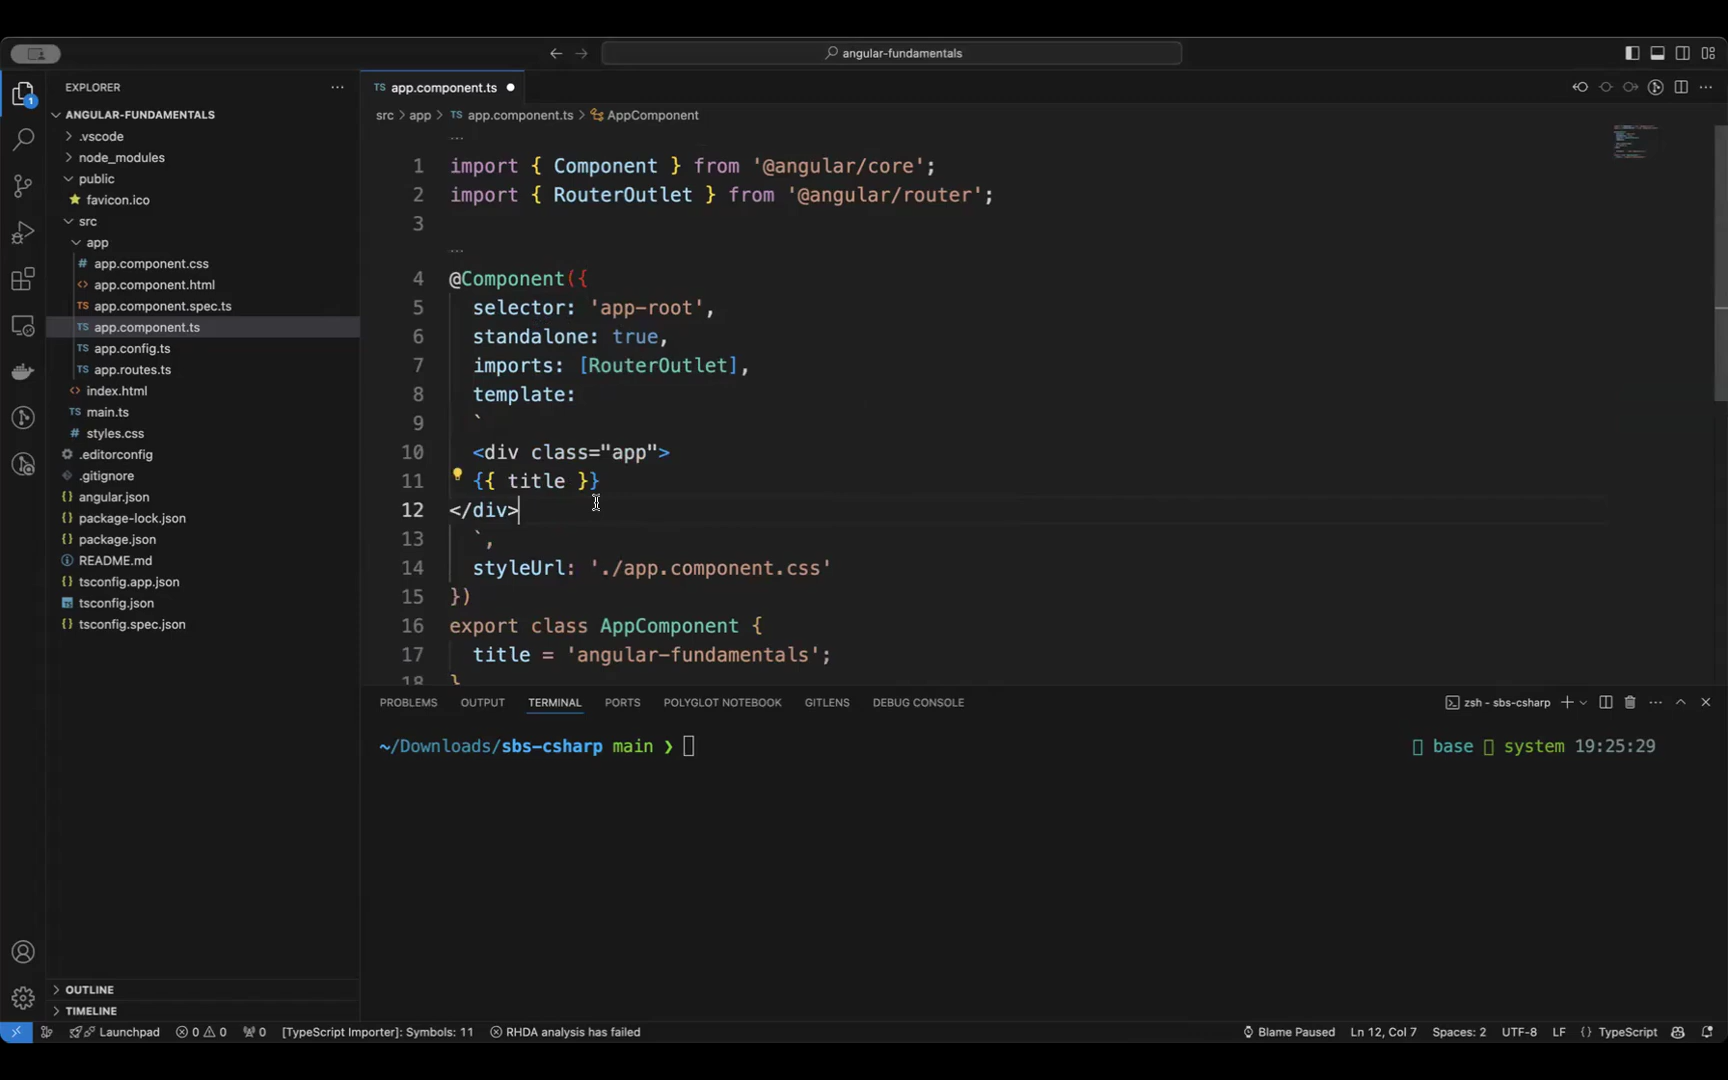 angular-fundamentals
EXPLORER
ANGULAR-FUNDAMENTALS
.vscode
node_modules
public
favicon.ico
src
app
app.component.css
app.component.html
app.component.spec.ts
app.component.ts
app.config.ts
app.routes.ts
index.html
main.ts
styles.css
.editorconfig
.gitignore
angular.json
package-lock.json
package.json
README.md
tsconfig.app.json
tsconfig.json
tsconfig.spec.json
OUTLINE
TIMELINE
TS app.component.ts
src > app > TS app.component.ts > AppComponent
1 import { Component } from '@angular/core';
2 import { RouterOutlet } from '@angular/router';
3
4 @Component({
5 selector: 'app-root',
6 standalone: true,
7 imports: [RouterOutlet],
8 template:
9 `
10 <div class="app">
11 {{ title }}
12 </div>
13 `,
14 styleUrl: './app.component.css'
15 })
16 export class AppComponent {
17 title = 'angular-fundamentals';
18 }
PROBLEMS OUTPUT TERMINAL PORTS POLYGLOT NOTEBOOK GITLENS DEBUG CONSOLE zsh - sbs-csharp
~/Downloads/sbs-csharp main ❯ base system 19:25:29
Launchpad 0 0 0 [TypeScript Importer]: Symbols: 11 RHDA analysis has failed Blame Paused Ln 12, Col 7 Spaces: 2 UTF-8 LF {} TypeScript